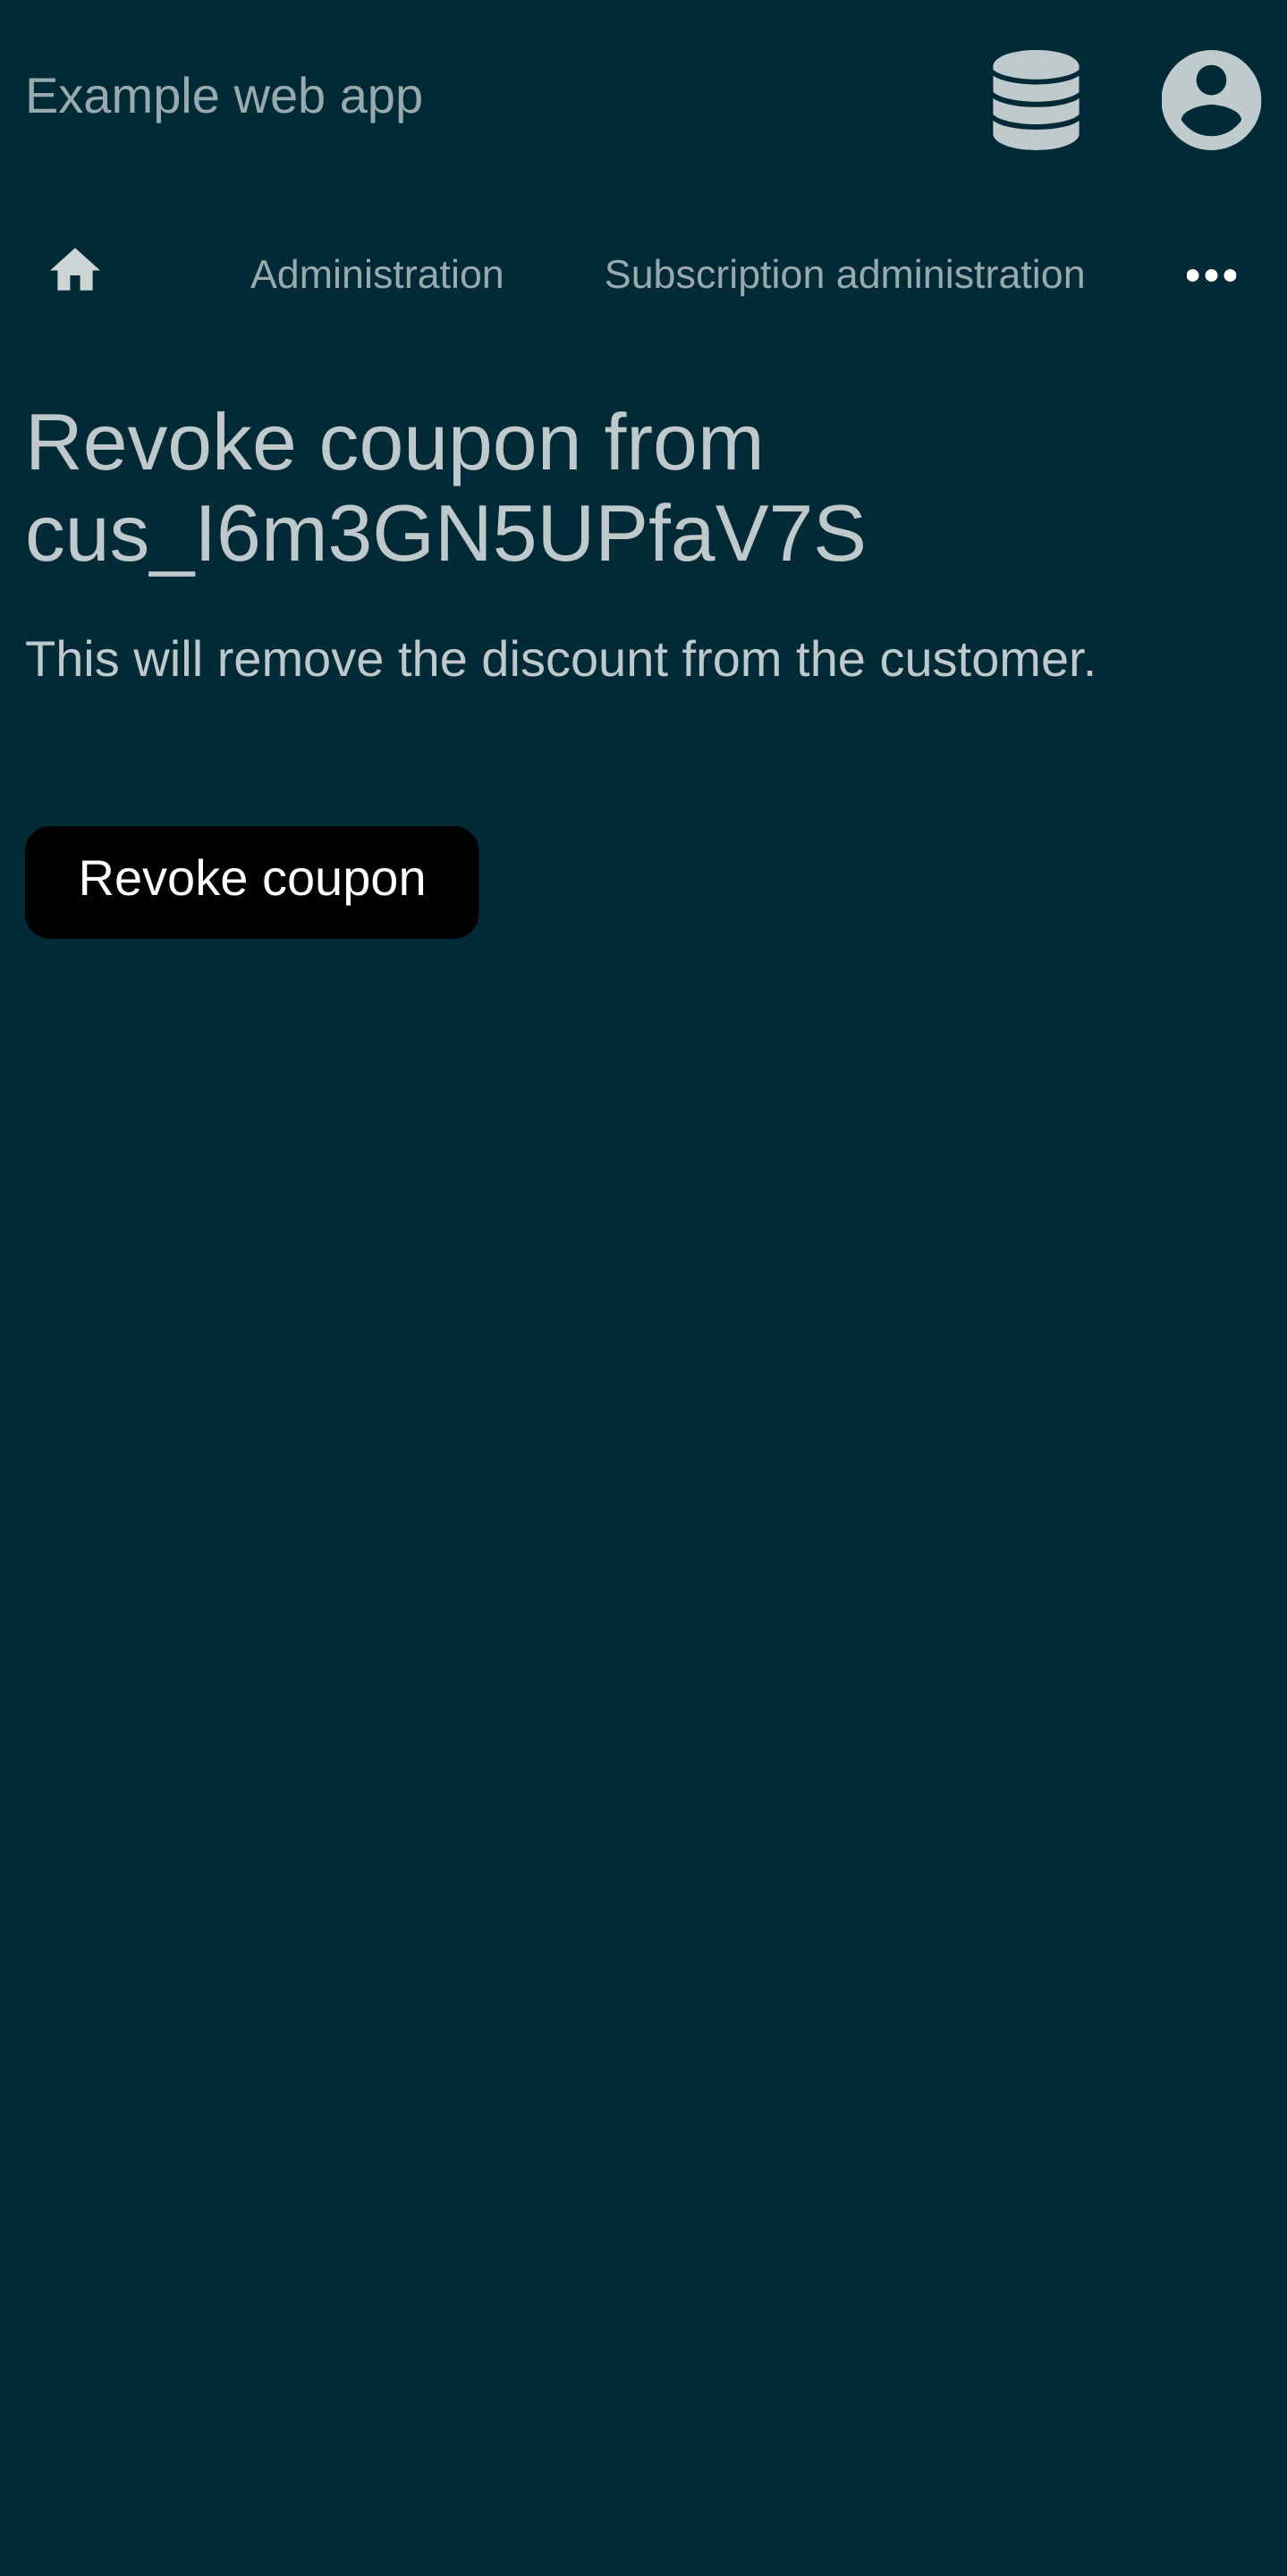 Example web app
Administration Subscription administration
Revoke coupon from
cus_I6m3GN5UPfaV7S
This will remove the discount from the customer.
Revoke coupon